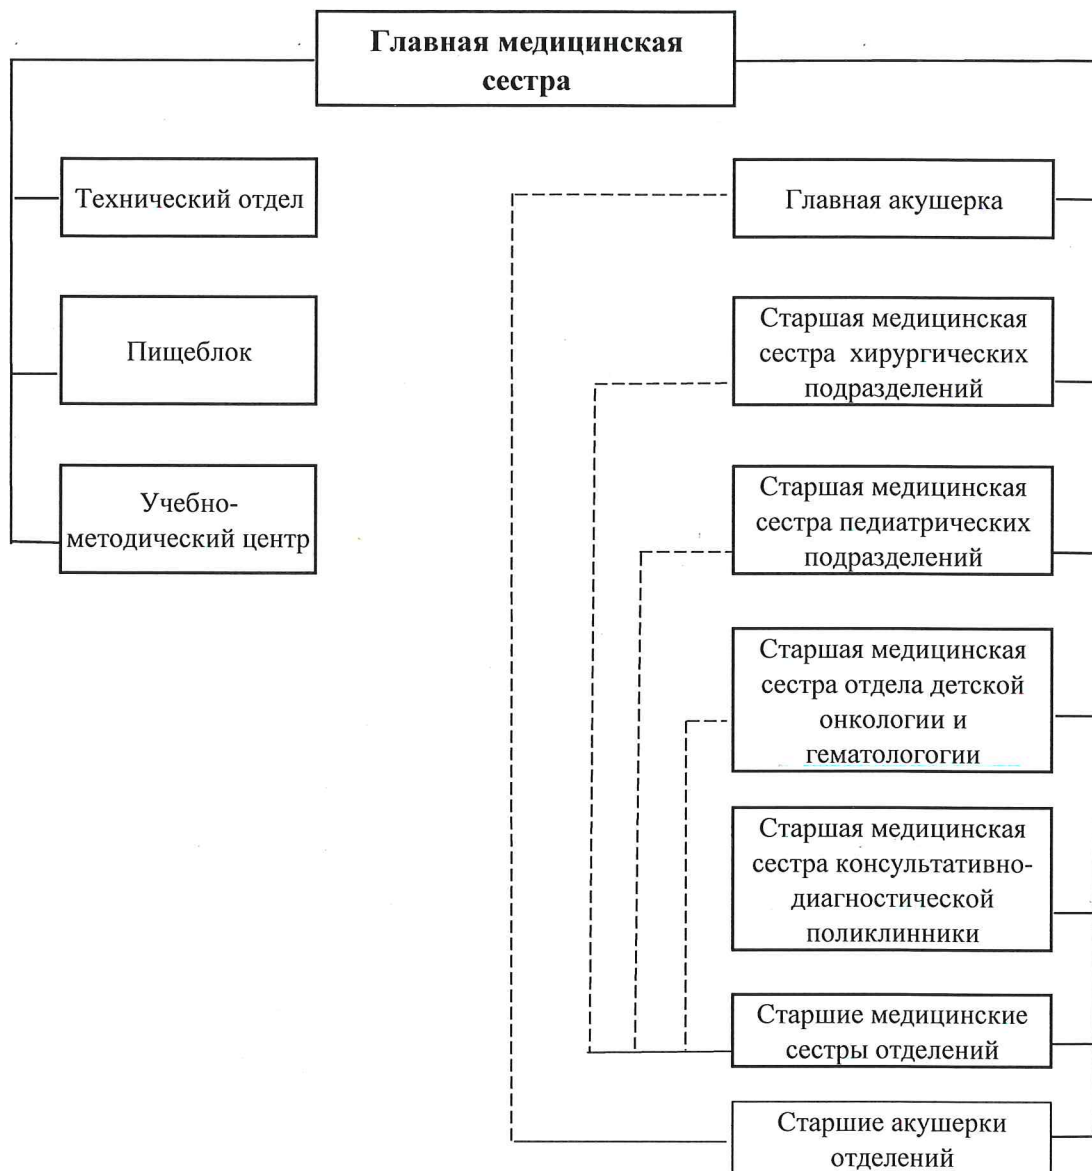 Главная медицинская
сестра
Технический отдел
Пищеблок
Учебно-
методический центр
Главная акушерка
Старшая медицинская
сестра хирургических
подразделений
Старшая медицинская
сестра педиатрических
подразделений
Старшая медицинская
сестра отдела детской
онкологии и
гематологогии
Старшая медицинская
сестра консультативно-
диагностической
поликлинники
Старшие медицинские
сестры отделений
Старшие акушерки
отделений